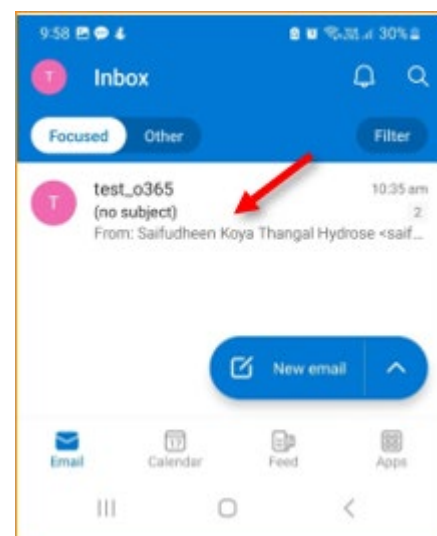 9:58
30%
T
Inbox
Focused
Other
Filter
T
test_o365
10:35 am
(no subject)
2
From: Saifudheen Koya Thangal Hydrose <saif...
New email
Email
17
Calendar
Feed
Apps